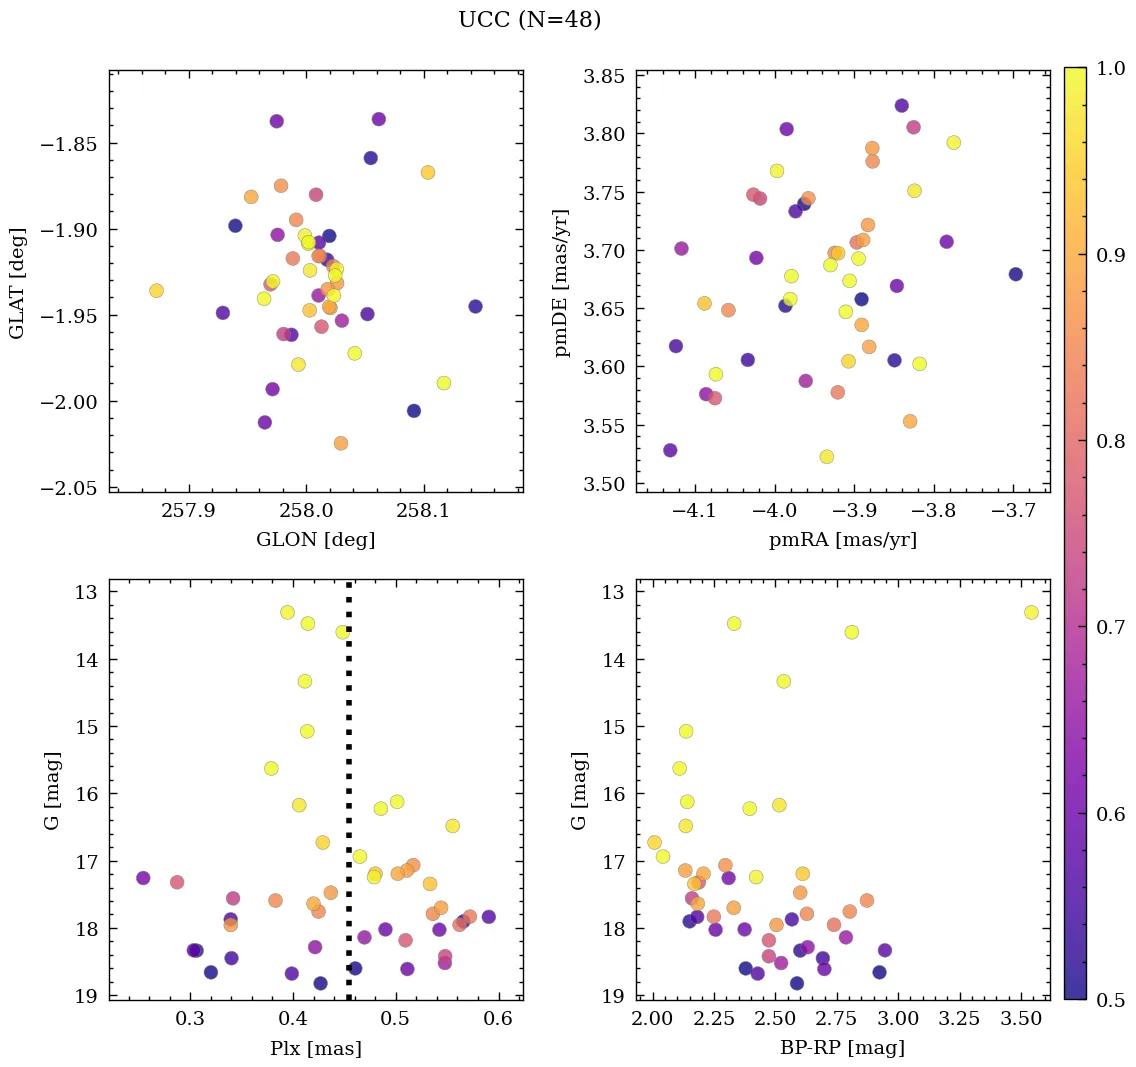 UCC (N=48)
−1.85
−1.90
−1.95
−2.00
−2.05
257.9 258.0 258.1
GLON [deg]
GLAT [deg]
3.85
3.80
3.75
3.70
3.65
3.60
3.55
3.50
−4.1 −4.0 −3.9 −3.8 −3.7
pmRA [mas/yr]
pmDE [mas/yr]
13
14
15
16
17
18
19
0.3 0.4 0.5 0.6
Plx [mas]
G [mag]
13
14
15
16
17
18
19
2.00 2.25 2.50 2.75 3.00 3.25 3.50
BP-RP [mag]
G [mag]
1.0
0.9
0.8
0.7
0.6
0.5